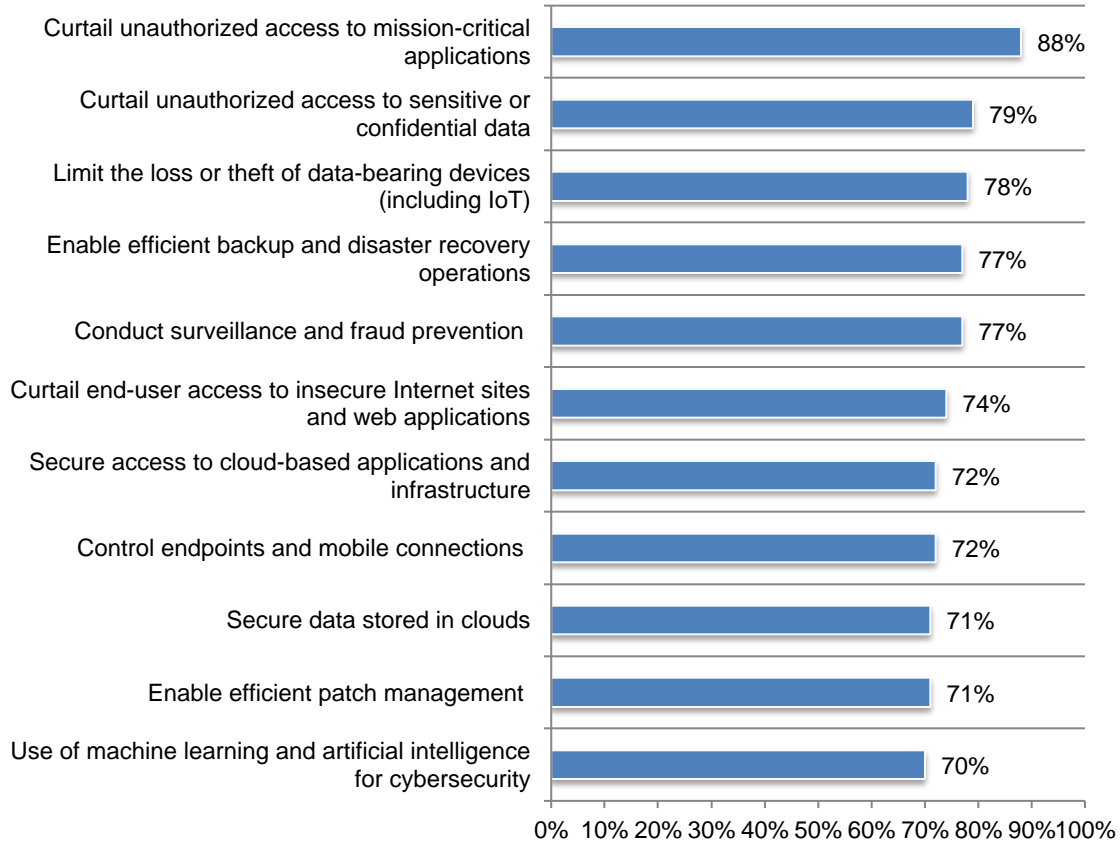 Curtail unauthorized access to mission-critical
applications
88%
Curtail unauthorized access to sensitive or
confidential data
79%
Limit the loss or theft of data-bearing devices
(including IoT)
78%
Enable efficient backup and disaster recovery
operations
77%
Conduct surveillance and fraud prevention
77%
Curtail end-user access to insecure Internet sites
and web applications
74%
Secure access to cloud-based applications and
infrastructure
72%
Control endpoints and mobile connections
72%
Secure data stored in clouds
71%
Enable efficient patch management
71%
Use of machine learning and artificial intelligence
for cybersecurity
70%
0% 10% 20% 30% 40% 50% 60% 70% 80% 90%100%